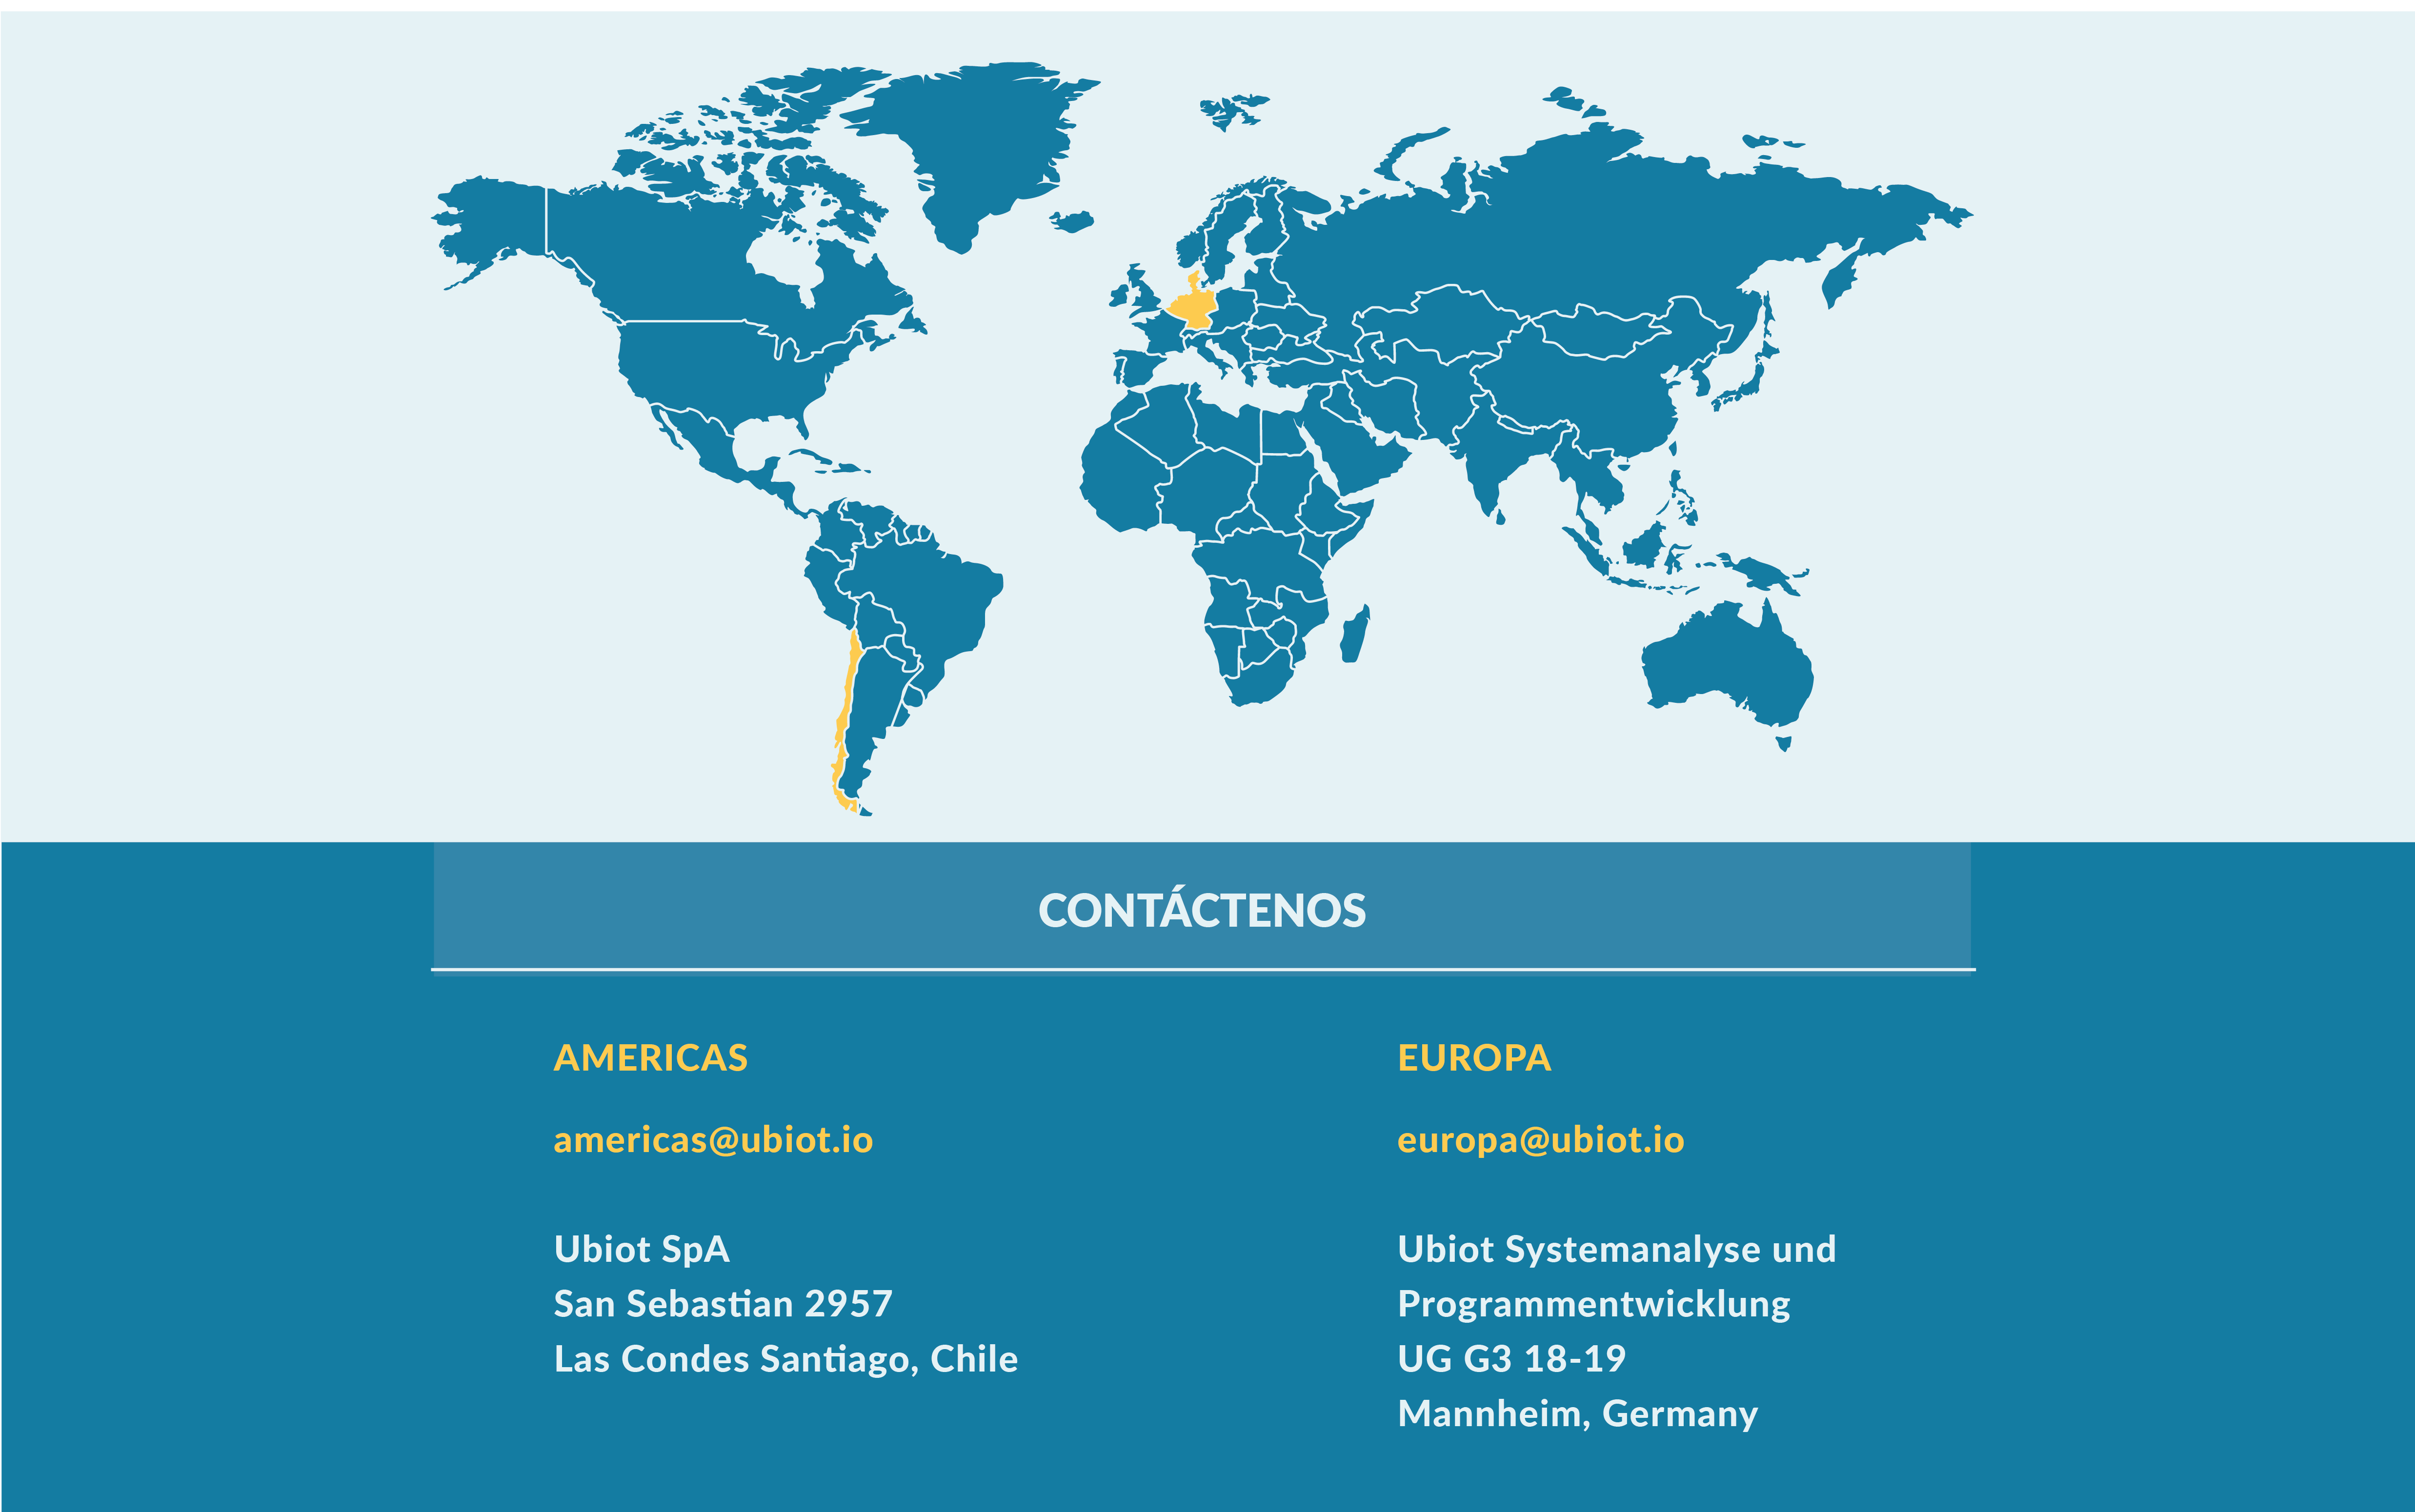 CONTÁCTENOS
AMERICAS
americas@ubiot.io
Ubiot SpA
San Sebastian 2957
Las Condes Santiago, Chile
EUROPA
europa@ubiot.io
Ubiot Systemanalyse und
Programmentwicklung
UG G3 18-19
Mannheim, Germany